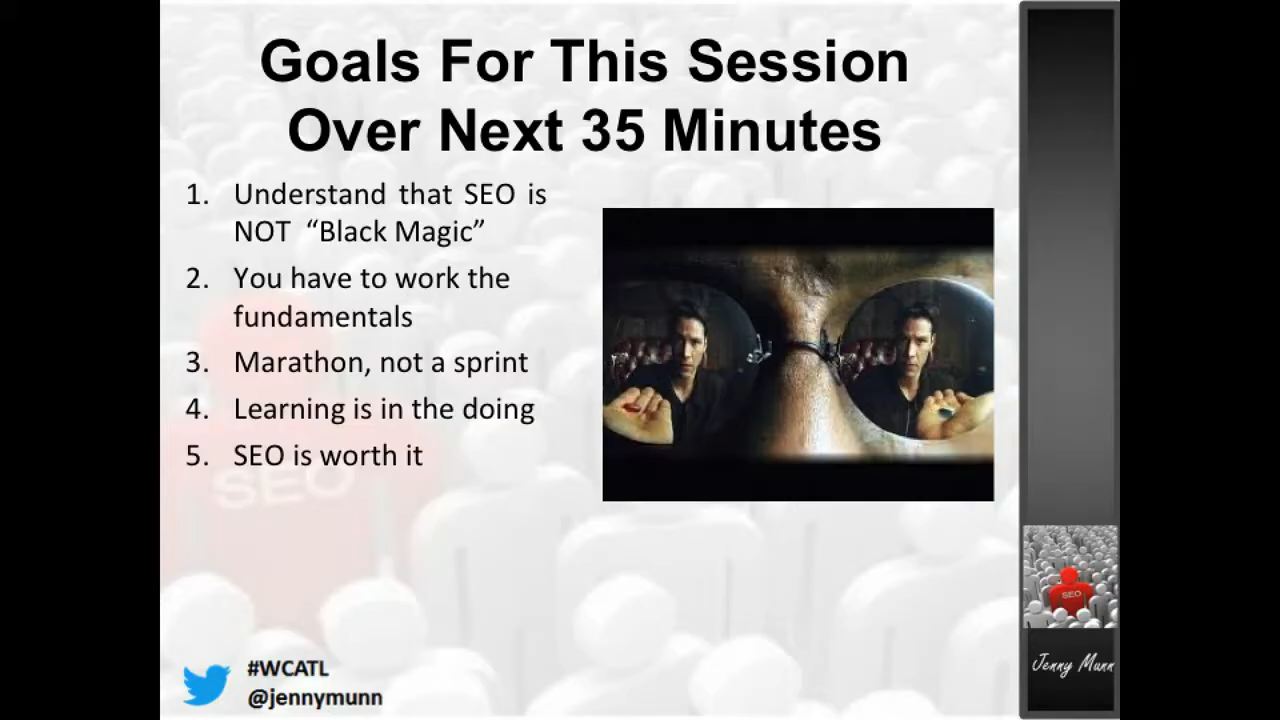 Goals For This Session
Over Next 35 Minutes
1. Understand that SEO is
NOT “Black Magic”
2. You have to work the
fundamentals
3. Marathon, not a sprint
4. Learning is in the doing
5. SEO is worth it
SEO
SEO
Jenny Munn
#WCATL
@jennymunn